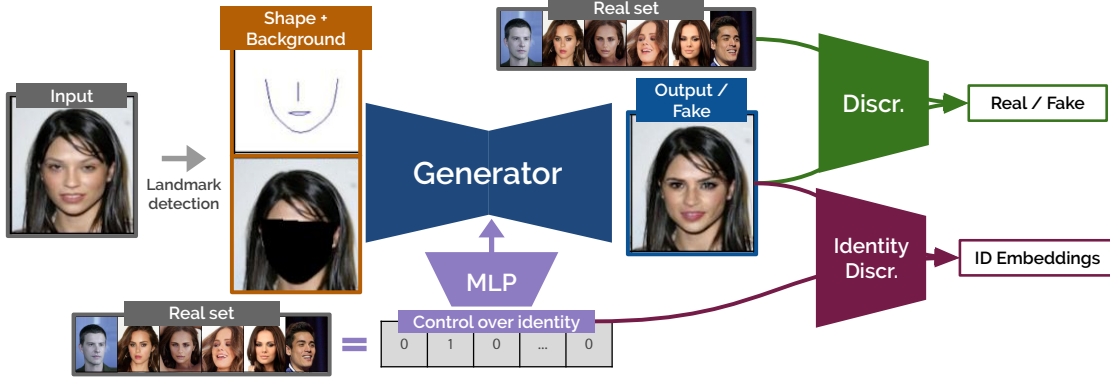 Input
Landmark
detection
Shape +
Background
Generator
MLP
Real set
=
Control over identity
0 1 0 ... 0
Real set
Output /
Fake
Discr.
Real / Fake
Identity
Discr.
ID Embeddings